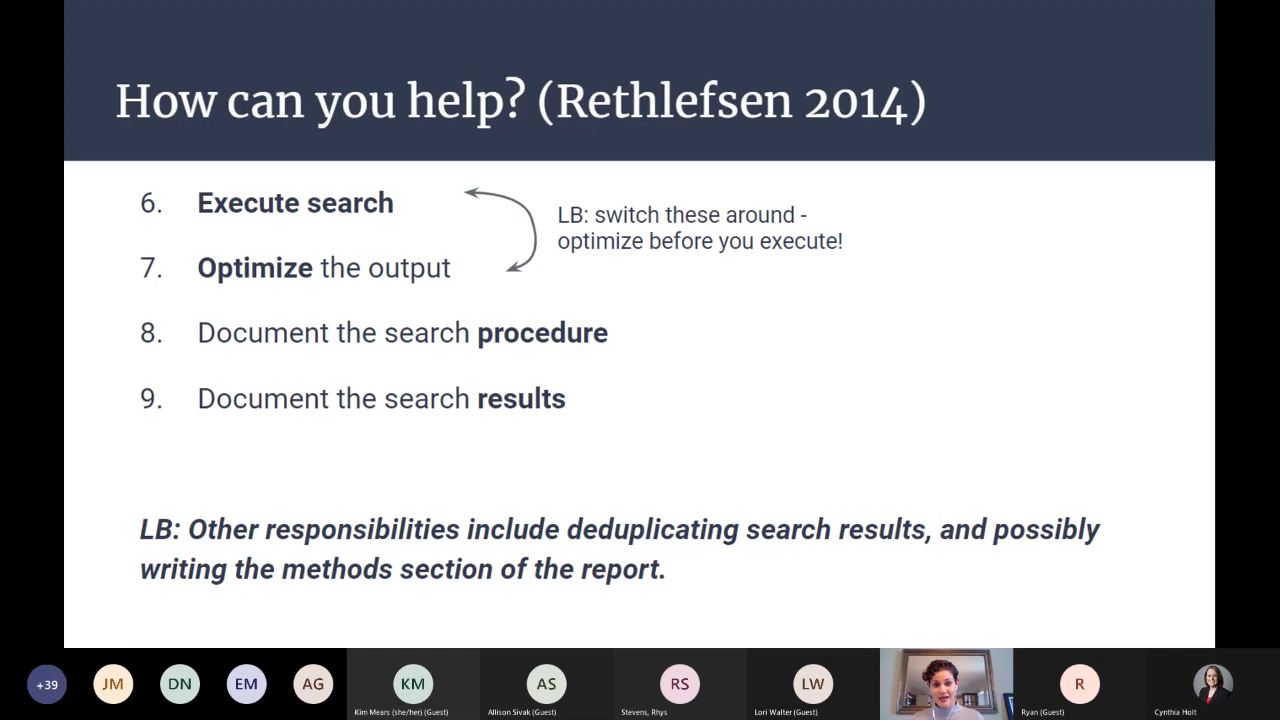 How can you help? (Rethlefsen 2014)
6. Execute search
LB: switch these around -
optimize before you execute!
7. Optimize the output
8. Document the search procedure
9. Document the search results
LB: Other responsibilities include deduplicating search results, and possibly
writing the methods section of the report.
+39
JM
DN
EM
AG
KM
Kim Mears (she/her) (Guest)
AS
Allison Sivak (Guest)
RS
Stevens, Rhys
LW
Lori Walter (Guest)
R
Ryan (Guest)
Cynthia Holt